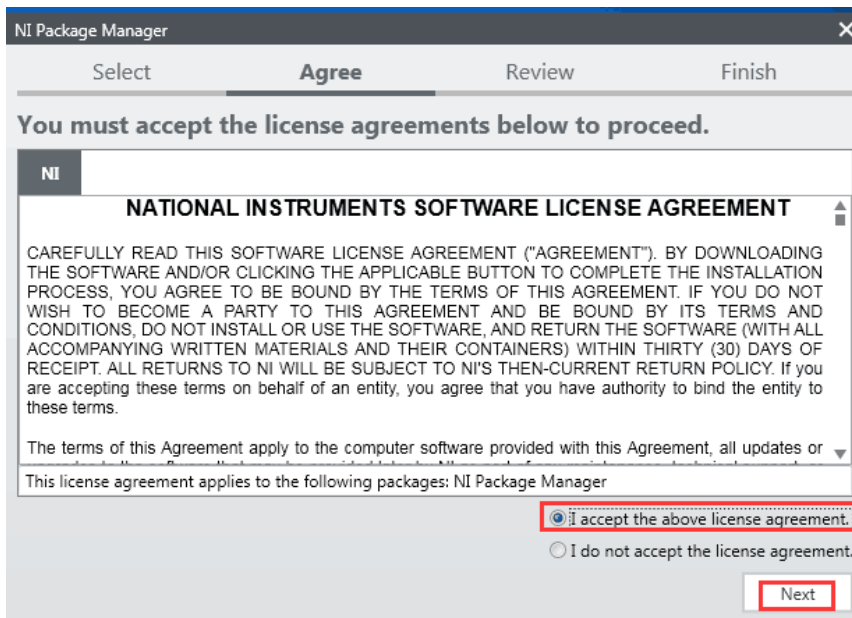 NI Package Manager
Select Agree Review Finish
You must accept the license agreements below to proceed.
NI
NATIONAL INSTRUMENTS SOFTWARE LICENSE AGREEMENT
CAREFULLY READ THIS SOFTWARE LICENSE AGREEMENT ("AGREEMENT"). BY DOWNLOADING
THE SOFTWARE AND/OR CLICKING THE APPLICABLE BUTTON TO COMPLETE THE INSTALLATION
PROCESS, YOU AGREE TO BE BOUND BY THE TERMS OF THIS AGREEMENT. IF YOU DO NOT
WISH TO BECOME A PARTY TO THIS AGREEMENT AND BE BOUND BY ITS TERMS AND
CONDITIONS, DO NOT INSTALL OR USE THE SOFTWARE, AND RETURN THE SOFTWARE (WITH ALL
ACCOMPANYING WRITTEN MATERIALS AND THEIR CONTAINERS) WITHIN THIRTY (30) DAYS OF
RECEIPT. ALL RETURNS TO NI WILL BE SUBJECT TO NI'S THEN-CURRENT RETURN POLICY. If you
are accepting these terms on behalf of an entity, you agree that you have authority to bind the entity to
these terms.
The terms of this Agreement apply to the computer software provided with this Agreement, all updates or
This license agreement applies to the following packages: NI Package Manager
I accept the above license agreement.
I do not accept the license agreement.
Next